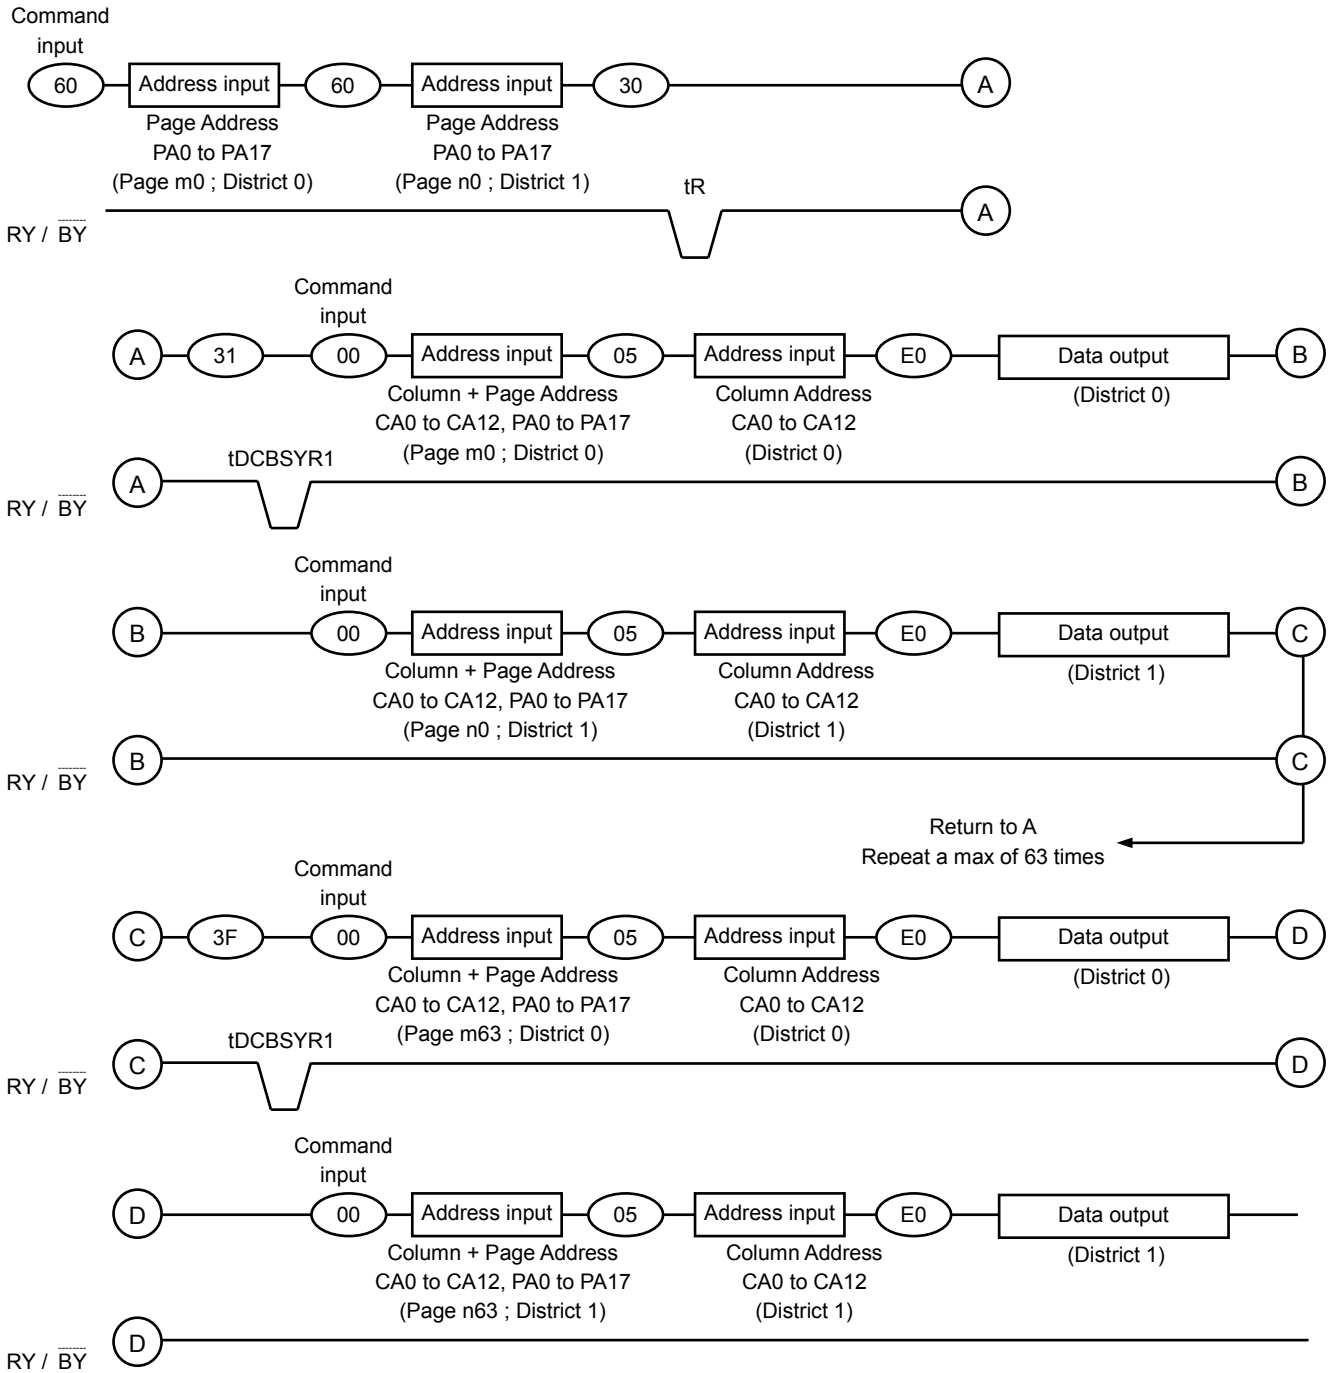 Command
input
60
Address input
60
Address input
30
A
Page Address
PA0 to PA17
(Page m0 ; District 0)
Page Address
PA0 to PA17
(Page n0 ; District 1)
tR
A
RY / BY
Command
input
A
31
00
Address input
05
Address input
E0
Data output
B
Column + Page Address
CA0 to CA12, PA0 to PA17
(Page m0 ; District 0)
Column Address
CA0 to CA12
(District 0)
(District 0)
tDCBSYR1
A
B
RY / BY
Command
input
B
00
Address input
05
Address input
E0
Data output
C
Column + Page Address
CA0 to CA12, PA0 to PA17
(Page n0 ; District 1)
Column Address
CA0 to CA12
(District 1)
(District 1)
B
C
RY / BY
Return to A
Repeat a max of 63 times
Command
input
C
3F
00
Address input
05
Address input
E0
Data output
D
Column + Page Address
CA0 to CA12, PA0 to PA17
(Page m63 ; District 0)
Column Address
CA0 to CA12
(District 0)
(District 0)
tDCBSYR1
C
D
RY / BY
Command
input
D
00
Address input
05
Address input
E0
Data output
Column + Page Address
CA0 to CA12, PA0 to PA17
(Page n63 ; District 1)
Column Address
CA0 to CA12
(District 1)
(District 1)
D
RY / BY